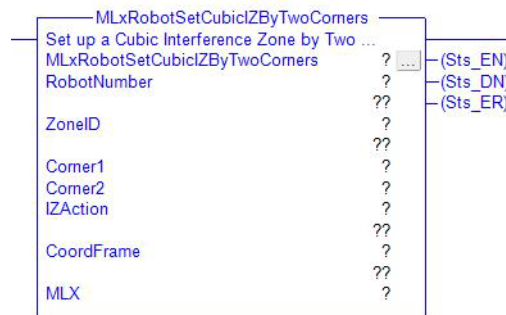 MLxRobotSetCubicIZByTwoCorners
Set up a Cubic Interference Zone by Two ...
MLxRobotSetCubicIZByTwoCorners ? ... (Sts_EN)
RobotNumber ? (Sts_DN)
?? (Sts_ER)
ZoneID ?
??
Corner1 ?
Corner2 ?
IZAction ?
??
CoordFrame ?
??
MLX ?